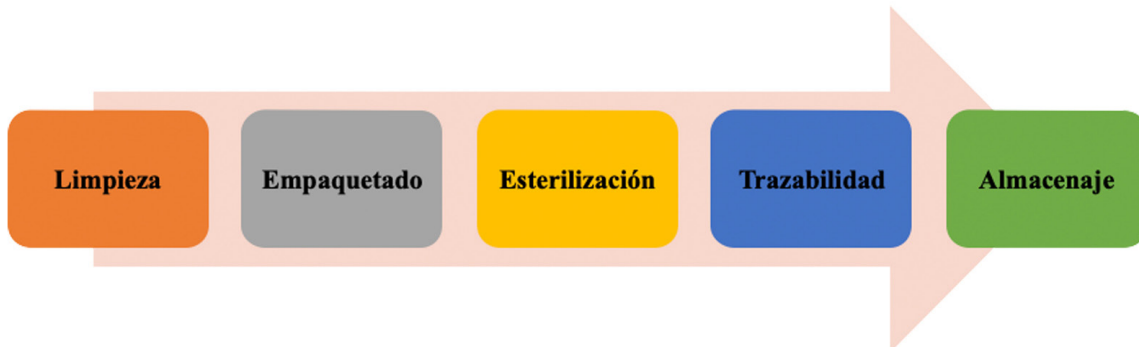 Limpieza
Empaquetado
Esterilización
Trazabilidad
Almacenaje